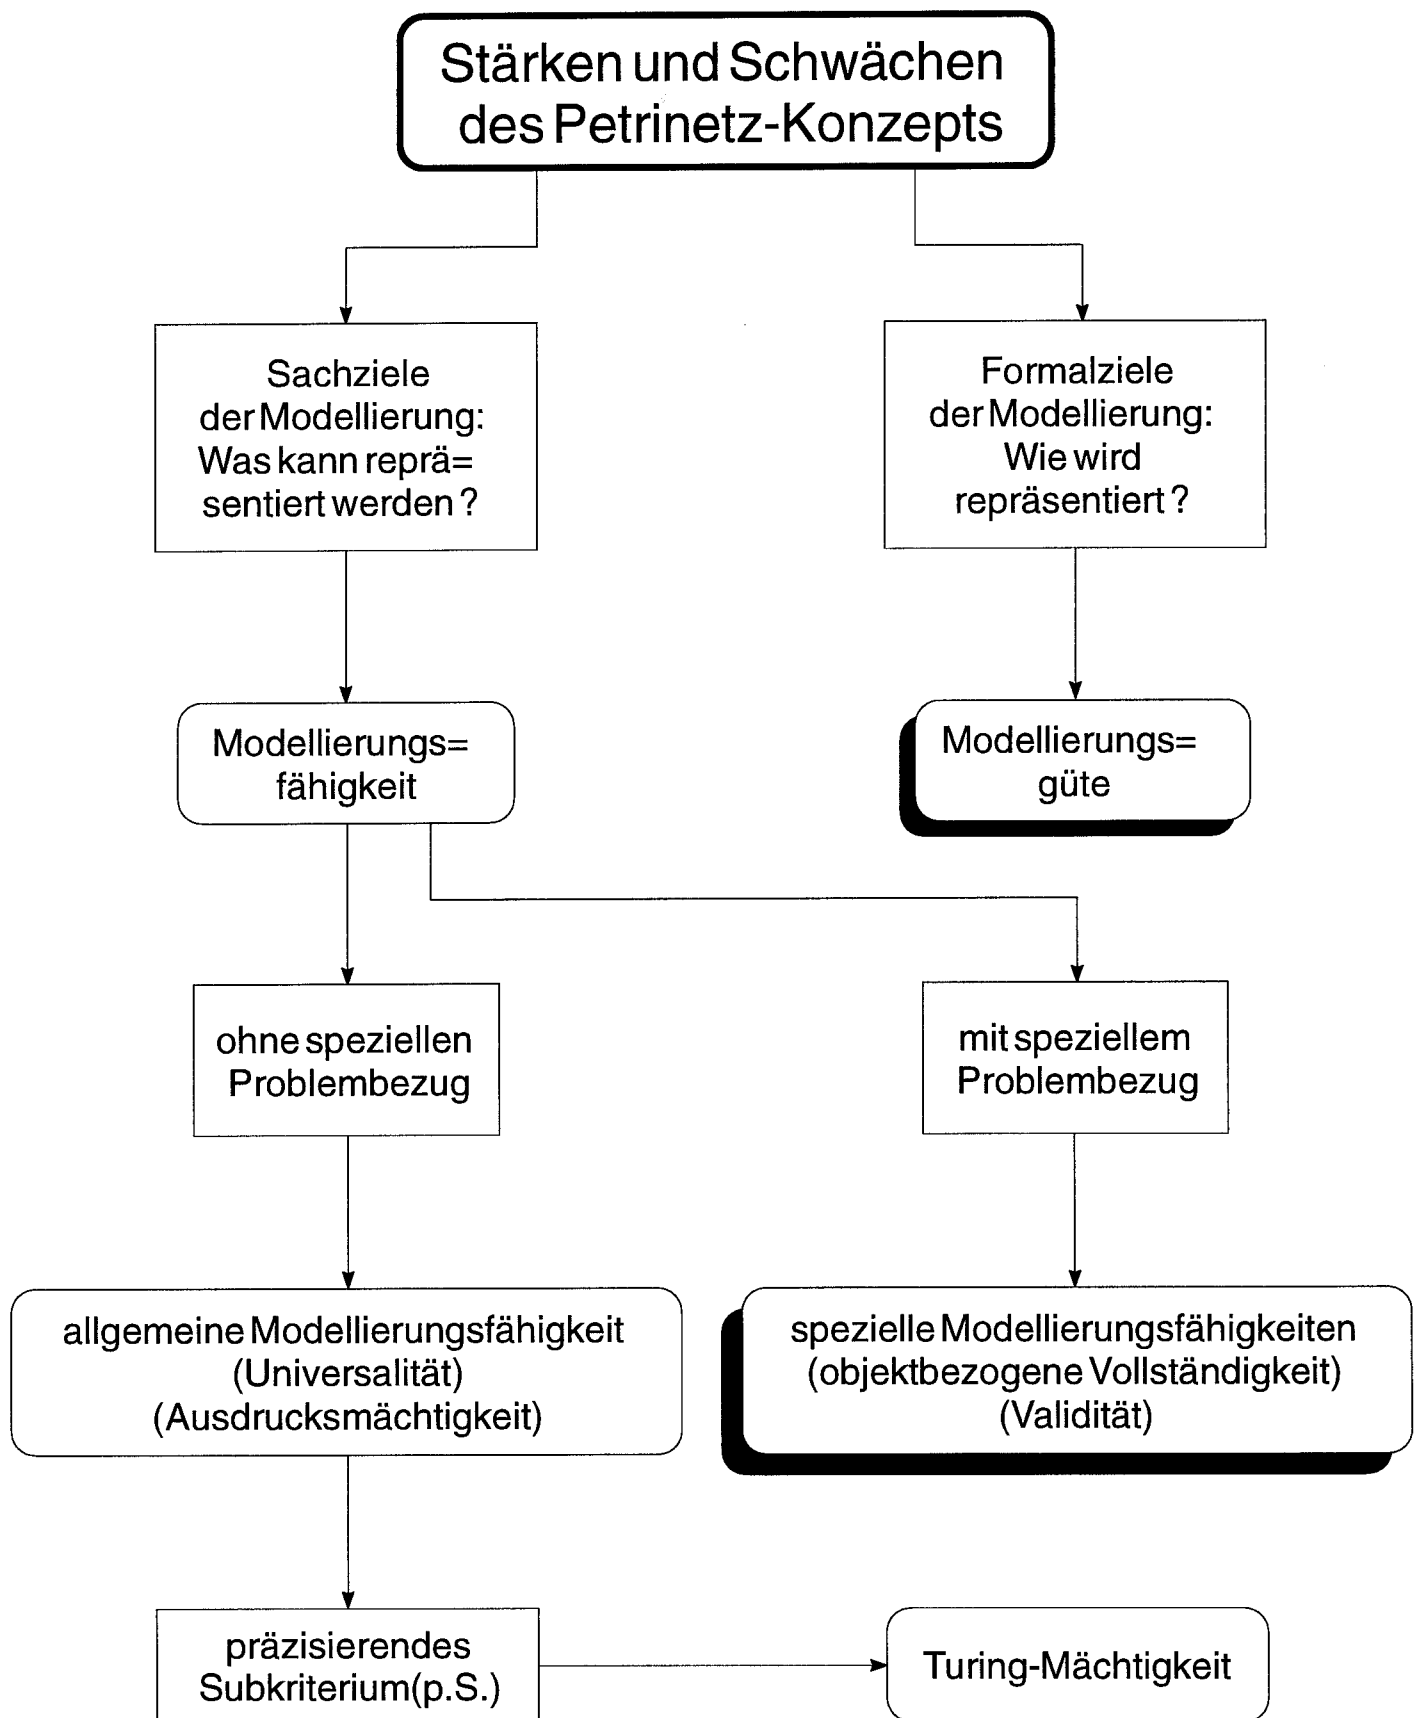 Stärken und Schwächen
des Petrinetz-Konzepts
Sachziele
der Modellierung:
Was kann reprä=
sentiert werden ?
Formalziele
der Modellierung:
Wie wird
repräsentiert ?
Modellierungs=
fähigkeit
Modellierungs=
güte
ohne speziellen
Problembezug
mit speziellem
Problembezug
allgemeine Modellierungsfähigkeit
(Universalität)
(Ausdrucksmächtigkeit)
spezielle Modellierungsfähigkeiten
(objektbezogene Vollständigkeit)
(Validität)
präzisierendes
Subkriterium(p.S.)
Turing-Mächtigkeit